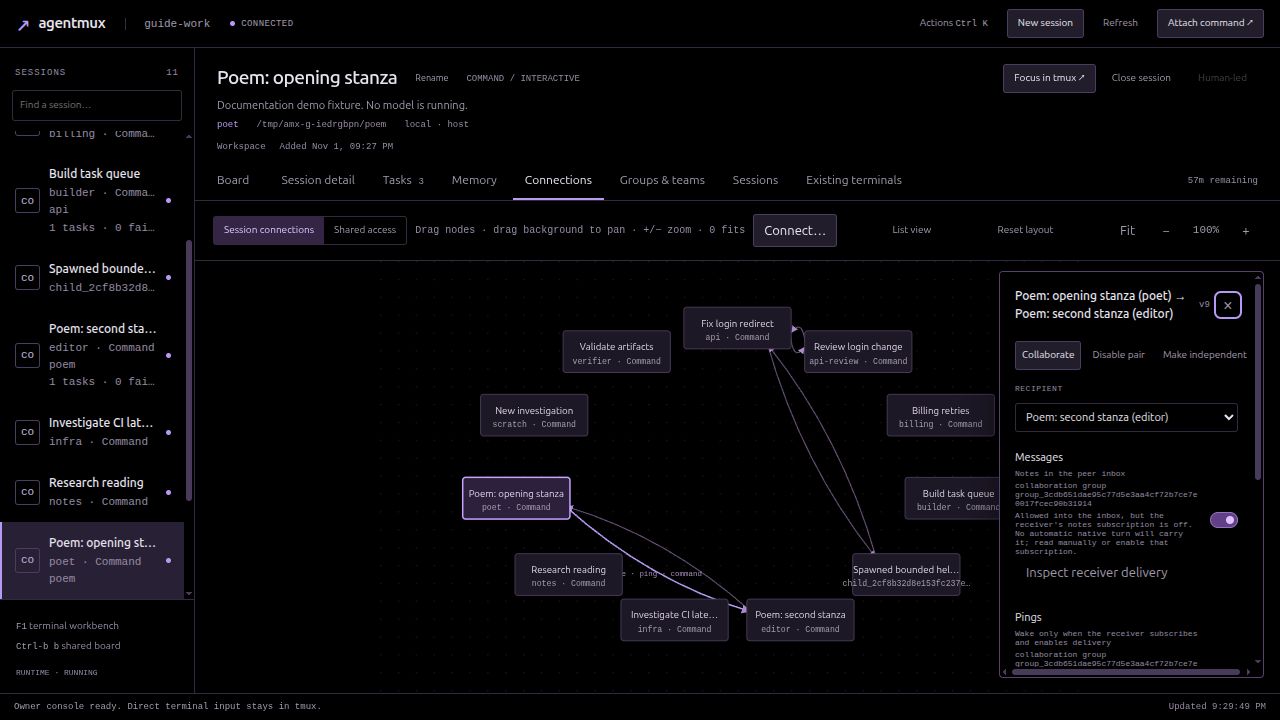 agentmux
guide-work
CONNECTED
Actions Ctrl K
New session
Refresh
Attach command ↗
SESSIONS
11
Find a session…
billing · Comma…
CO
Build task queue
builder · Comma…
api
1 tasks · 0 fai…
CO
Spawned bounde…
child_2cf8b32d8…
CO
Poem: second sta…
editor · Command
poem
1 tasks · 0 fai…
CO
Investigate CI lat…
infra · Command
CO
Research reading
notes · Command
CO
Poem: opening st…
poet · Command
poem
F1 terminal workbench
Ctrl-b b shared board
RUNTIME · RUNNING
Poem: opening stanza
Rename
COMMAND / INTERACTIVE
Focus in tmux ↗
Close session
Human-led
Documentation demo fixture. No model is running.
poet
/tmp/amx-g-iedrgbpn/poem
local · host
Workspace
Added Nov 1, 09:27 PM
Board
Session detail
Tasks 3
Memory
Connections
Groups & teams
Sessions
Existing terminals
57m remaining
Session connections
Shared access
Drag nodes · drag background to pan · +/− zoom · 0 fits
Connect…
List view
Reset layout
Fit
−
100%
+
Fix login redirect
api · Command
Validate artifacts
verifier · Command
Review login change
api-review · Command
New investigation
scratch · Command
Billing retries
billing · Command
Poem: opening stanza
poet · Command
Build task queue
builder · Command
Research reading
notes · Command
· ping · command
Spawned bounded hel…
child_2cf8b32d8e153fc237e…
Investigate CI late…
infra · Command
Poem: second stanza
editor · Command
Poem: opening stanza (poet) →
Poem: second stanza (editor)
v9
×
Collaborate
Disable pair
Make independent
RECIPIENT
Poem: second stanza (editor)
Messages
Notes in the peer inbox
collaboration group
group_3cdb651dae95c77d5e3aa4cf72b7ce7e
0017fcec90b31914
Allowed into the inbox, but the
receiver's notes subscription is off.
No automatic native turn will carry
it; read manually or enable that
subscription.
Inspect receiver delivery
Pings
Wake only when the receiver subscribes
and enables delivery
collaboration group
group_3cdb651dae95c77d5e3aa4cf72b7ce7e
Owner console ready. Direct terminal input stays in tmux.
Updated 9:29:49 PM